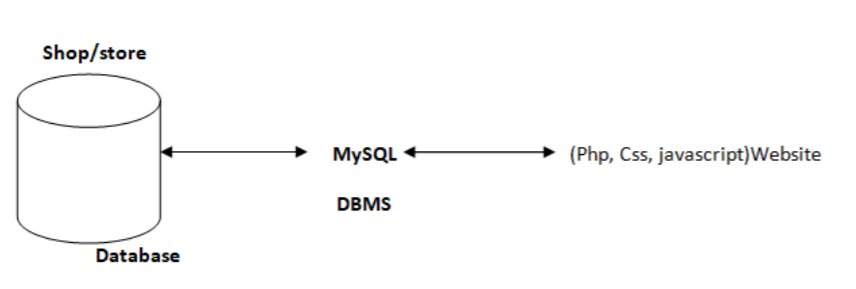 Shop/store
MySQL
(Php, Css, javascript)Website
DBMS
Database